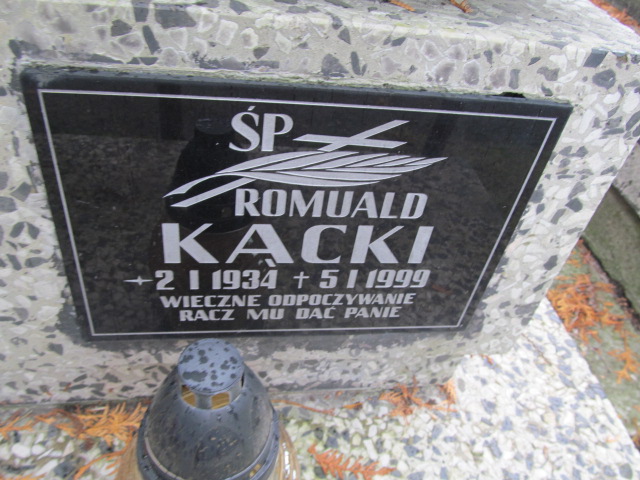 ŚP
ROMUALD
KĄCKI
2 I 1934 † 5 I 1999
WIECZNE ODPOCZYWANIE
RACZ MU DAĆ PANIE